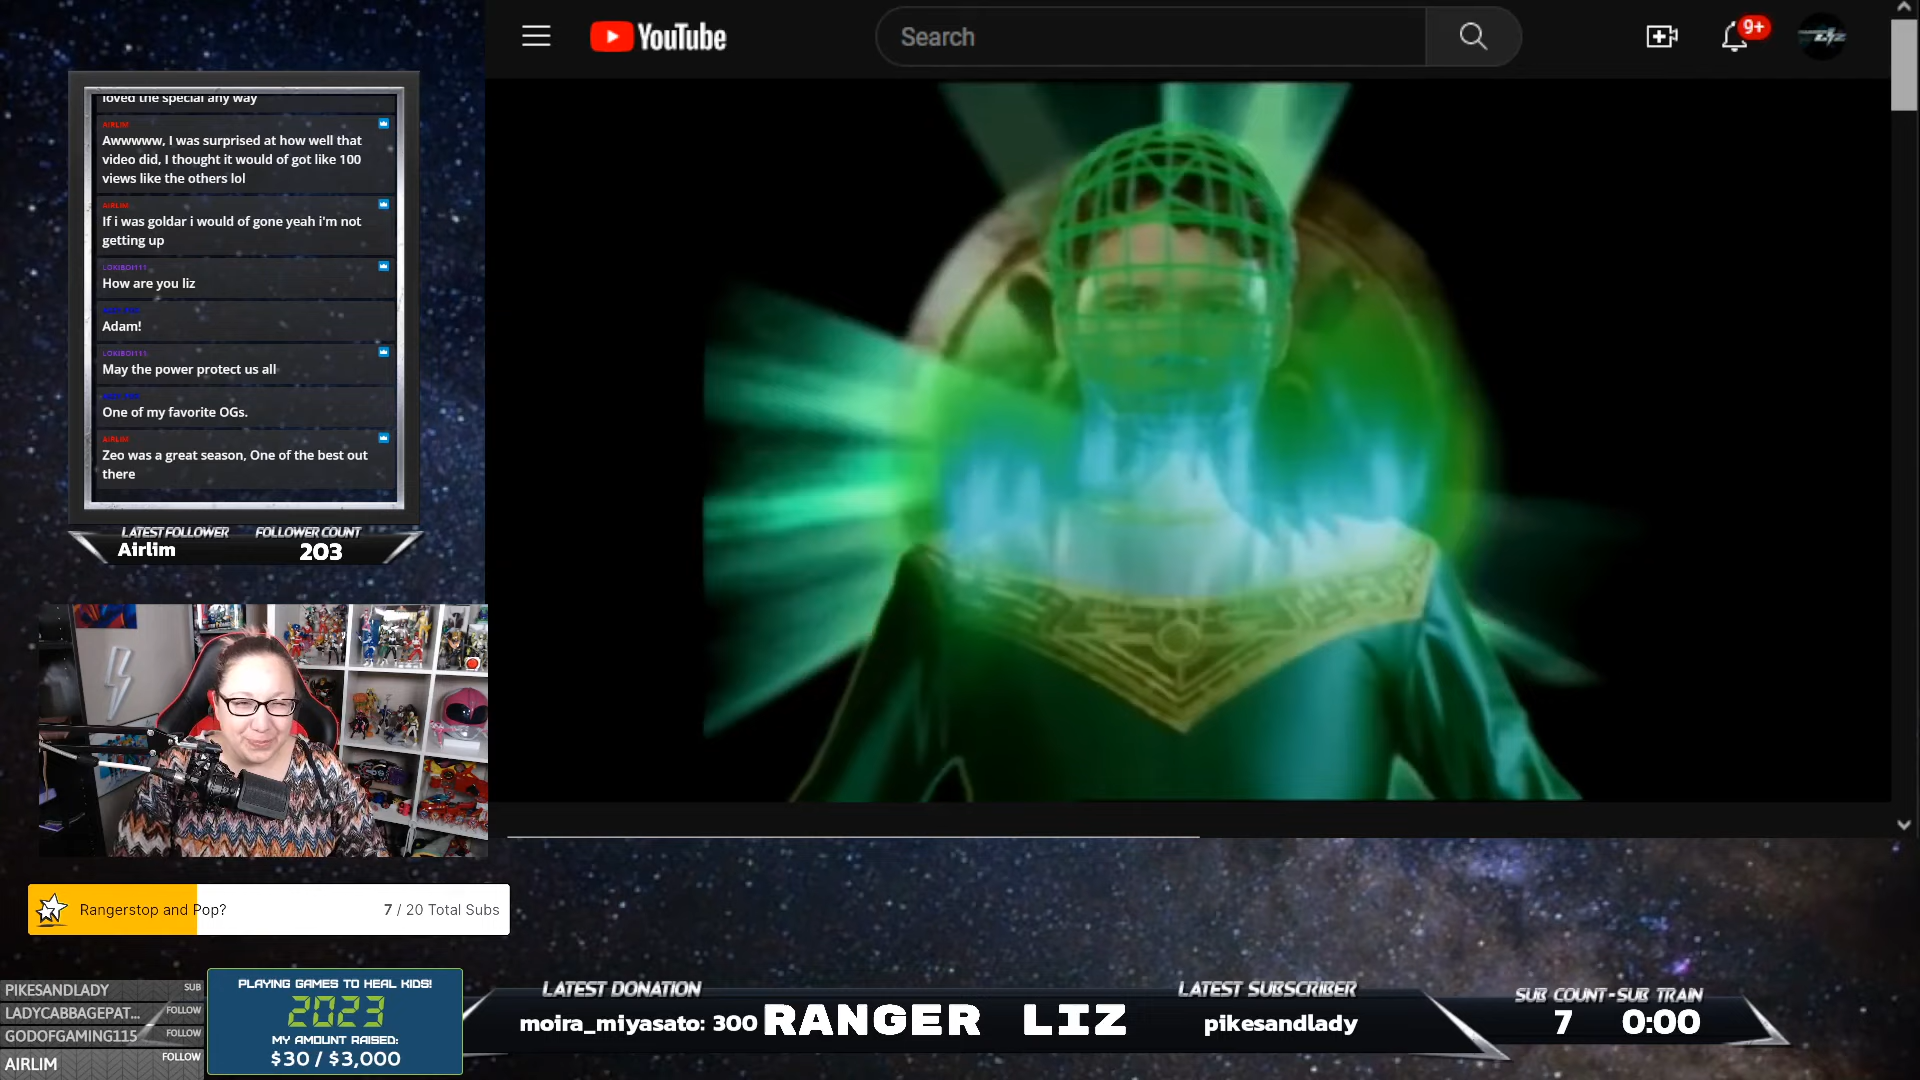 YouTube
Search
9+
loved the special any way
AIRLIM
Awwwww, I was surprised at how well that
video did, I thought it would of got like 100
views like the others lol
AIRLIM
If i was goldar i would of gone yeah i'm not
getting up
LOKIBOI111
How are you liz
Adam!
LOKIBOI111
May the power protect us all
One of my favorite OGs.
AIRLIM
Zeo was a great season, One of the best out
there
LATEST FOLLOWER
FOLLOWER COUNT
Airlim
203
Rangerstop and Pop?
7 / 20 Total Subs
PIKESANDLADY
SUB
LADYCABBAGEPAT...
FOLLOW
GODOFGAMING115
FOLLOW
AIRLIM
FOLLOW
PLAYING GAMES TO HEAL KIDS!
2023
MY AMOUNT RAISED:
$30 / $3,000
LATEST DONATION
moira_miyasato: 300
RANGER LIZ
LATEST SUBSCRIBER
pikesandlady
SUB COUNT-SUB TRAIN
7
0:00